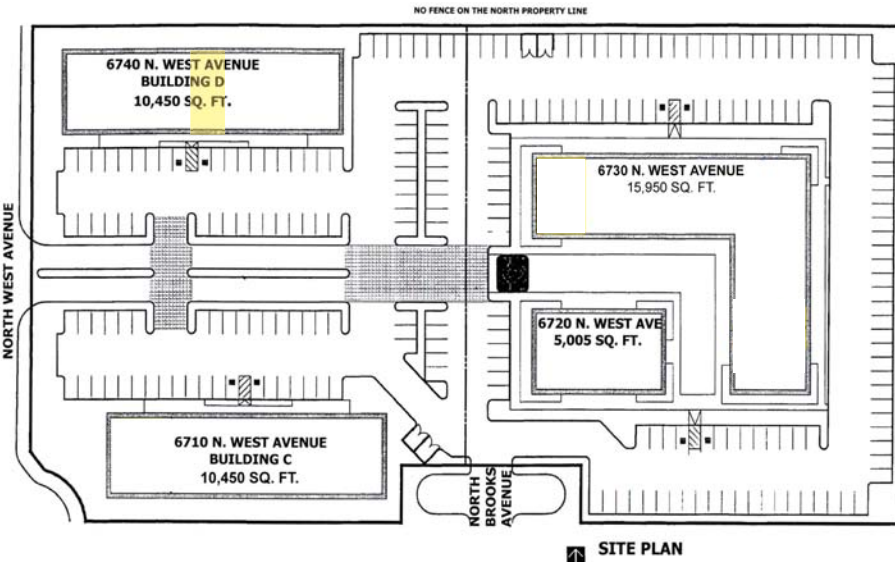 NO FENCE ON THE NORTH PROPERTY LINE
6740 N. WEST AVENUE
BUILDING D
10,450 SQ. FT.
6730 N. WEST AVENUE
15,950 SQ. FT.
NORTH WEST AVENUE
6720 N. WEST AVE
5,005 SQ. FT.
6710 N. WEST AVENUE
BUILDING C
10,450 SQ. FT.
NORTH
BROOKS
AVENUE
SITE PLAN